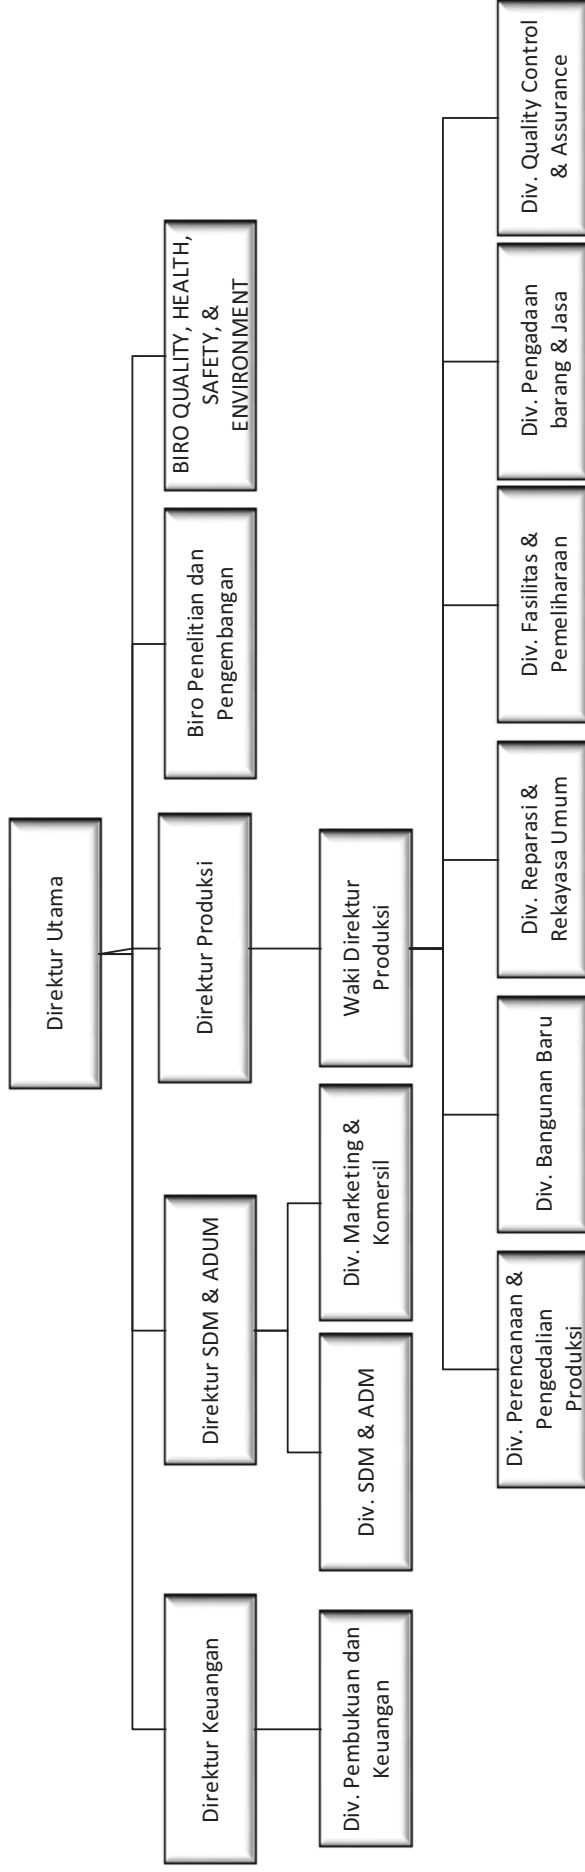 Direktur Utama
Direktur Keuangan
Direktur SDM & ADUM
Direktur Produksi
Biro Penelitian dan
Pengembangan
BIRO QUALITY, HEALTH,
SAFETY, &
ENVIRONMENT
Div. Pembukuan dan
Keuangan
Div. SDM & ADM
Div. Marketing &
Komersil
Waki Direktur
Produksi
Div. Perencanaan &
Pengedalian
Produksi
Div. Bangunan Baru
Div. Reparasi &
Rekayasa Umum
Div. Fasilitas &
Pemeliharaan
Div. Pengadaan
barang & Jasa
Div. Quality Control
& Assurance